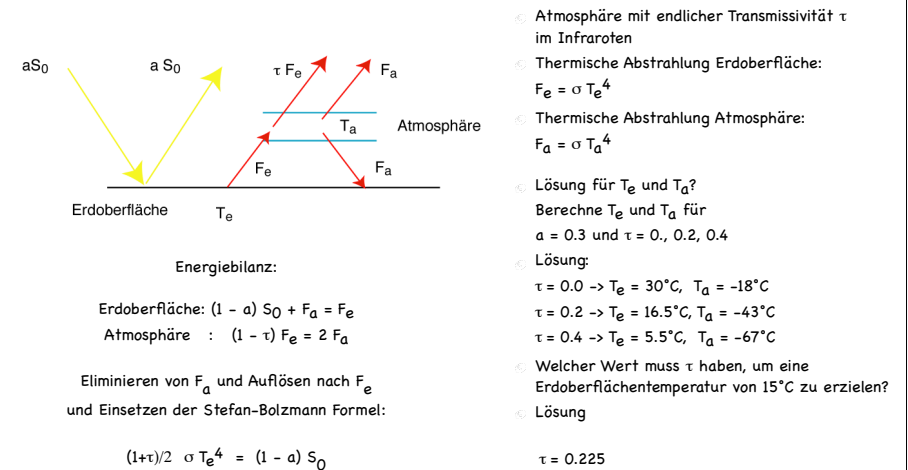 aS₀
a S₀
τ Fₑ
Fₐ
Tₐ
Atmosphäre
Fₑ
Fₐ
Erdoberfläche
Tₑ
Energiebilanz:
Erdoberfläche: (1 - a) S₀ + Fₐ = Fₑ
Atmosphäre : (1 - τ) Fₑ = 2 Fₐ
Eliminieren von Fₐ und Auflösen nach Fₑ
und Einsetzen der Stefan-Bolzmann Formel:
(1+τ)/2 σ Tₑ⁴ = (1 - a) S₀
Atmosphäre mit endlicher Transmissivität τ
im Infraroten
Thermische Abstrahlung Erdoberfläche:
Fₑ = σ Tₑ⁴
Thermische Abstrahlung Atmosphäre:
Fₐ = σ Tₐ⁴
Lösung für Tₑ und Tₐ?
Berechne Tₑ und Tₐ für
a = 0.3 und τ = 0., 0.2, 0.4
Lösung:
τ = 0.0 -> Tₑ = 30°C, Tₐ = -18°C
τ = 0.2 -> Tₑ = 16.5°C, Tₐ = -43°C
τ = 0.4 -> Tₑ = 5.5°C, Tₐ = -67°C
Welcher Wert muss τ haben, um eine
Erdoberflächentemperatur von 15°C zu erzielen?
Lösung
τ = 0.225